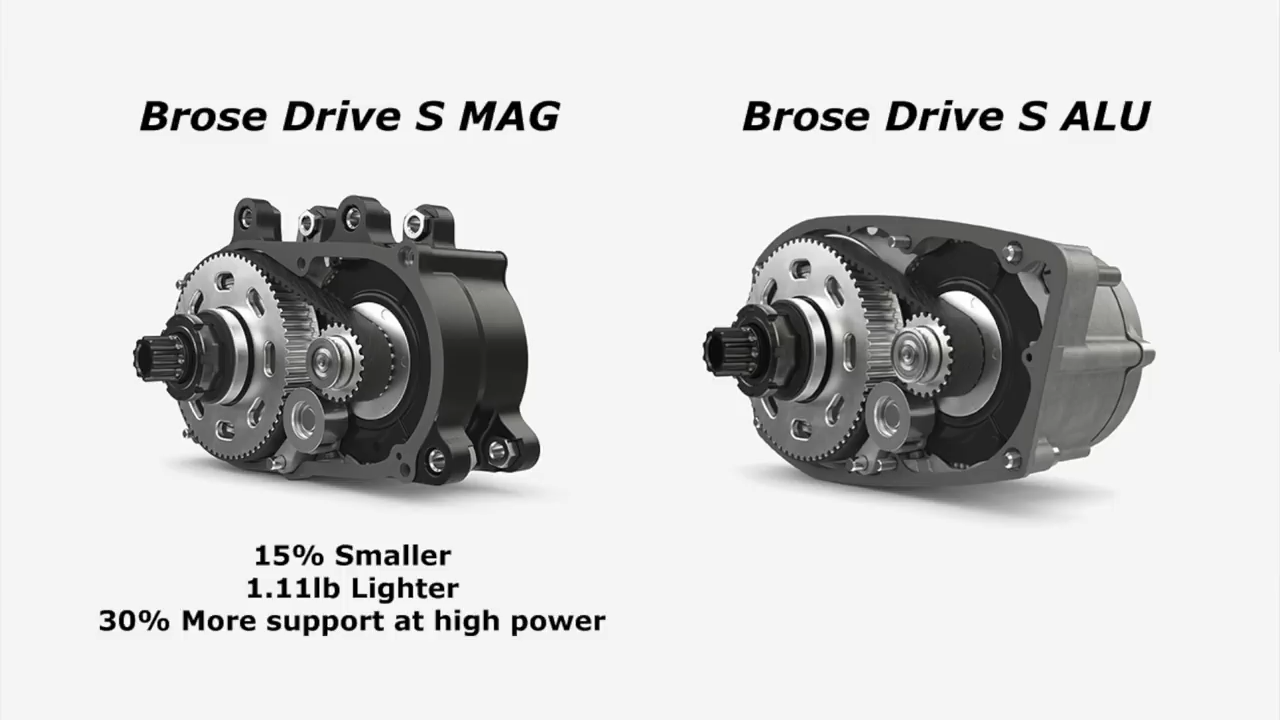 Brose Drive S MAG
Brose Drive S ALU
15% Smaller
1.11lb Lighter
30% More support at high power